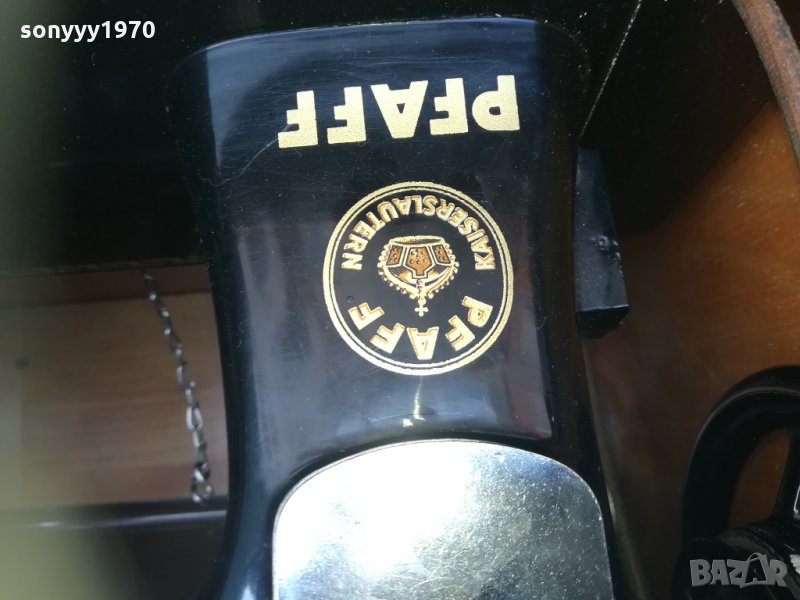 sonyyy1970
PFAFF
KAISERSLAUTERN
PFAFF
BAZAR